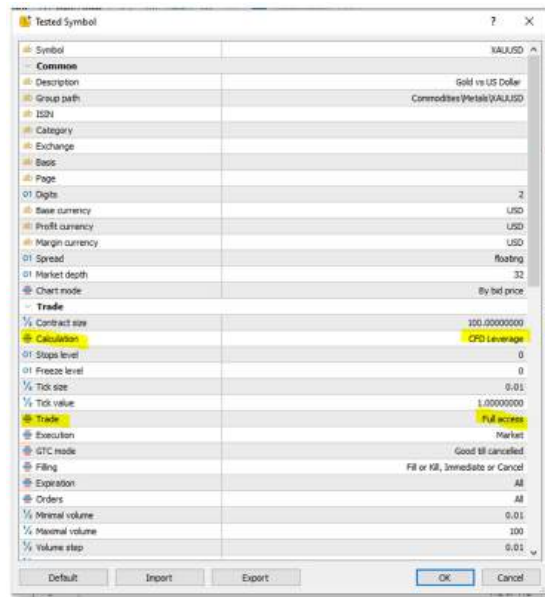 Tested Symbol
Symbol XAUUSD
Common
Description Gold vs US Dollar
Group path Commodities\Metals\XAUUSD
ISIN
Category
Exchange
Basis
Page
Digits 2
Base currency USD
Profit currency USD
Margin currency USD
Spread floating
Market depth 32
Chart mode By bid price
Trade
Contract size 100.00000000
Calculation CFD Leverage
Stops level 0
Freeze level 0
Tick size 0.01
Tick value 1.00000000
Trade Full access
Execution Market
GTC mode Good till cancelled
Filling Fill or Kill, Immediate or Cancel
Expiration All
Orders All
Minimal volume 0.01
Maximal volume 100
Volume step 0.01
Default Import Export OK Cancel